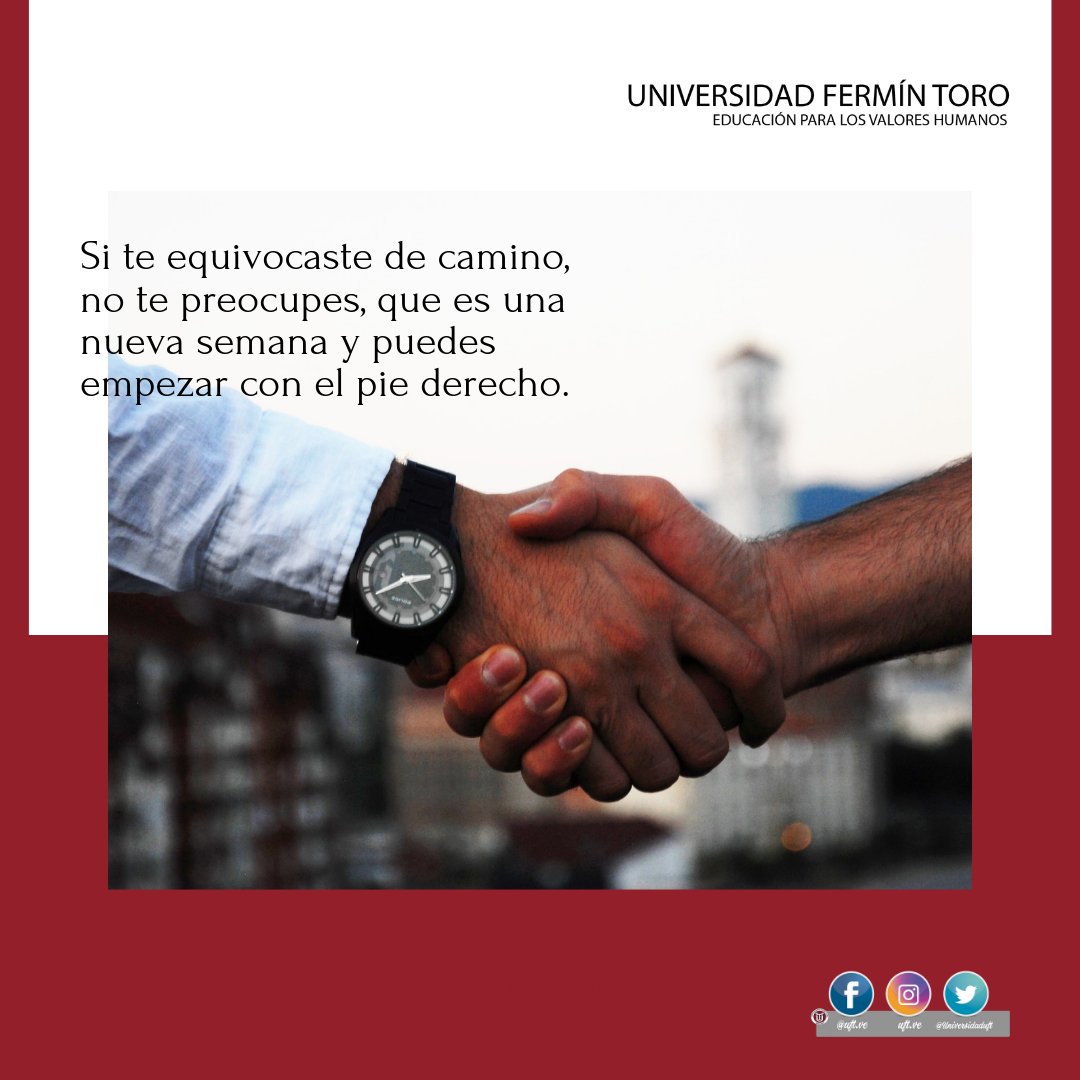 UNIVERSIDAD FERMÍN TORO
EDUCACIÓN PARA LOS VALORES HUMANOS
Si te equivocaste de camino,
no te preocupes, que es una
nueva semana y puedes
empezar con el pie derecho.
POLICE
@uft.ve uft.ve @Universidaduft